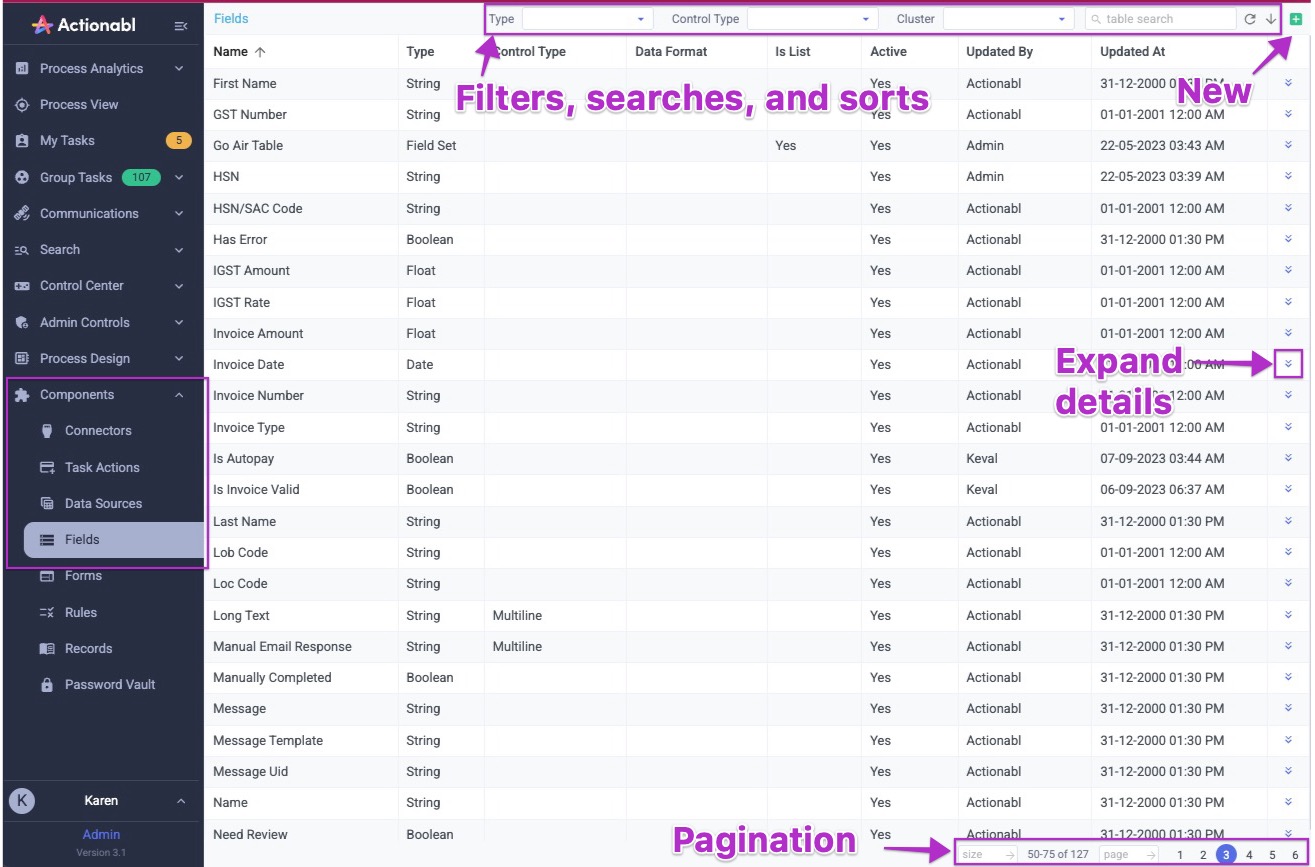 Actionabl
Process Analytics
Process View
My Tasks 5
Group Tasks 107
Communications
Search
Control Center
Admin Controls
Process Design
Components
Connectors
Task Actions
Data Sources
Fields
Forms
Rules
Records
Password Vault
K Karen
Admin
Version 3.1
Fields Type Control Type Cluster table search
Name Type Control Type Data Format Is List Active Updated By Updated At
Filters, searches, and sorts
New
First Name String Yes Actionabl 31-12-2000 PM
GST Number String Yes Actionabl 01-01-2001 12:00 AM
Go Air Table Field Set Yes Yes Admin 22-05-2023 03:43 AM
HSN String Yes Admin 22-05-2023 03:39 AM
HSN/SAC Code String Yes Actionabl 01-01-2001 12:00 AM
Has Error Boolean Yes Actionabl 31-12-2000 01:30 PM
IGST Amount Float Yes Actionabl 01-01-2001 12:00 AM
IGST Rate Float Yes Actionabl 01-01-2001 12:00 AM
Invoice Amount Float Yes Actionabl 01-01-2001 12:00 AM
Invoice Date Date Yes Actionabl AM
Expand
details
Invoice Number String Yes Actionabl 12:00 AM
Invoice Type String Yes Actionabl 01-01-2001 12:00 AM
Is Autopay Boolean Yes Keval 07-09-2023 03:44 AM
Is Invoice Valid Boolean Yes Keval 06-09-2023 06:37 AM
Last Name String Yes Actionabl 31-12-2000 01:30 PM
Lob Code String Yes Actionabl 01-01-2001 12:00 AM
Loc Code String Yes Actionabl 01-01-2001 12:00 AM
Long Text String Multiline Yes Actionabl 31-12-2000 01:30 PM
Manual Email Response String Multiline Yes Actionabl 31-12-2000 01:30 PM
Manually Completed Boolean Yes Actionabl 31-12-2000 01:30 PM
Message String Yes Actionabl 31-12-2000 01:30 PM
Message Template String Yes Actionabl 31-12-2000 01:30 PM
Message Uid String Yes Actionabl 31-12-2000 01:30 PM
Name String Yes Actionabl 31-12-2000 01:30 PM
Need Review Boolean Yes Actionabl 31-12-2000 01:30 PM
Pagination
size 50-75 of 127 page 1 2 3 4 5 6